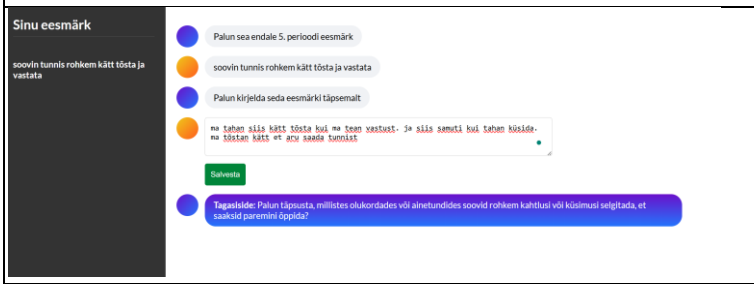 Sinu eesmärk
soovin tunnis rohkem kätt tõsta ja
vastata
Palun sea endale 5. perioodi eesmärk
soovin tunnis rohkem kätt tõsta ja vastata
Palun kirjelda seda eesmärki täpsemalt
ma tahan siis kätt tõsta kui ma tean vastust. ja siis samuti kui tahan küsida.
ma tõstan kätt et aru saada tunnist
Salvesta
Tagasiside: Palun täpsusta, millistes olukordades või ainetundides soovid rohkem kahtlusi või küsimusi selgitada, et
saaksid paremini õppida?